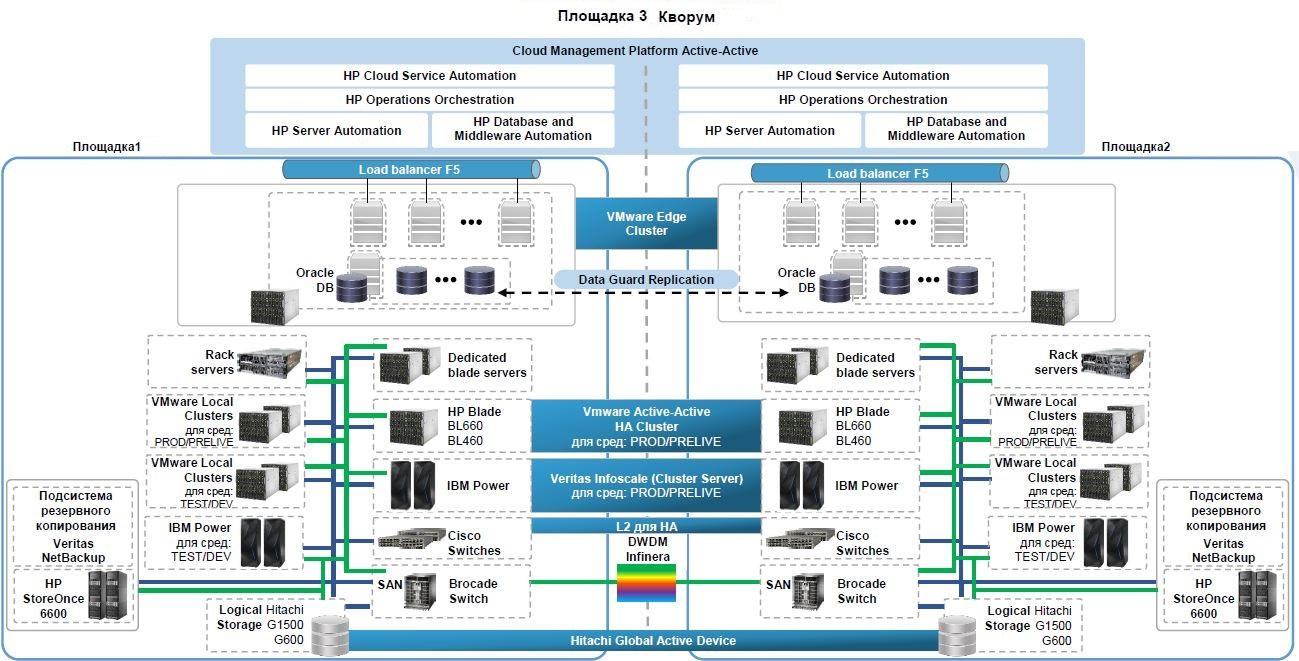 Площадка 3 Кворум
Cloud Management Platform Active-Active
HP Cloud Service Automation
HP Operations Orchestration
HP Server Automation
HP Database and
Middleware Automation
HP Cloud Service Automation
HP Operations Orchestration
HP Server Automation
HP Database and
Middleware Automation
Площадка1
Площадка2
Load balancer F5
Load balancer F5
VMware Edge
Cluster
Oracle
DB
Data Guard Replication
Oracle
DB
Rack
servers
Dedicated
blade servers
VMware Local
Clusters
для сред:
PROD/PRELIVE
HP Blade
BL660
BL460
VMware Local
Clusters
для сред:
TEST/DEV
IBM Power
IBM Power
для сред:
TEST/DEV
Cisco
Switches
SAN
Brocade
Switch
Подсистема
резервного
копирования
Veritas
NetBackup
HP
StoreOnce
6600
Logical Hitachi
Storage G1500
G600
Vmware Active-Active
HA Cluster
для сред: PROD/PRELIVE
Veritas Infoscale (Cluster Server)
для сред: PROD/PRELIVE
L2 для HA
DWDM
Infinera
Hitachi Global Active Device
Dedicated
blade servers
Rack
servers
HP Blade
BL660
BL460
VMware Local
Clusters
для сред:
PROD/PRELIVE
IBM Power
VMware Local
Clusters
для сред:
TEST/DEV
Cisco
Switches
IBM Power
для сред:
TEST/DEV
SAN
Brocade
Switch
Подсистема
резервного
копирования
Veritas
NetBackup
HP
StoreOnce
6600
Logical Hitachi
Storage G1500
G600